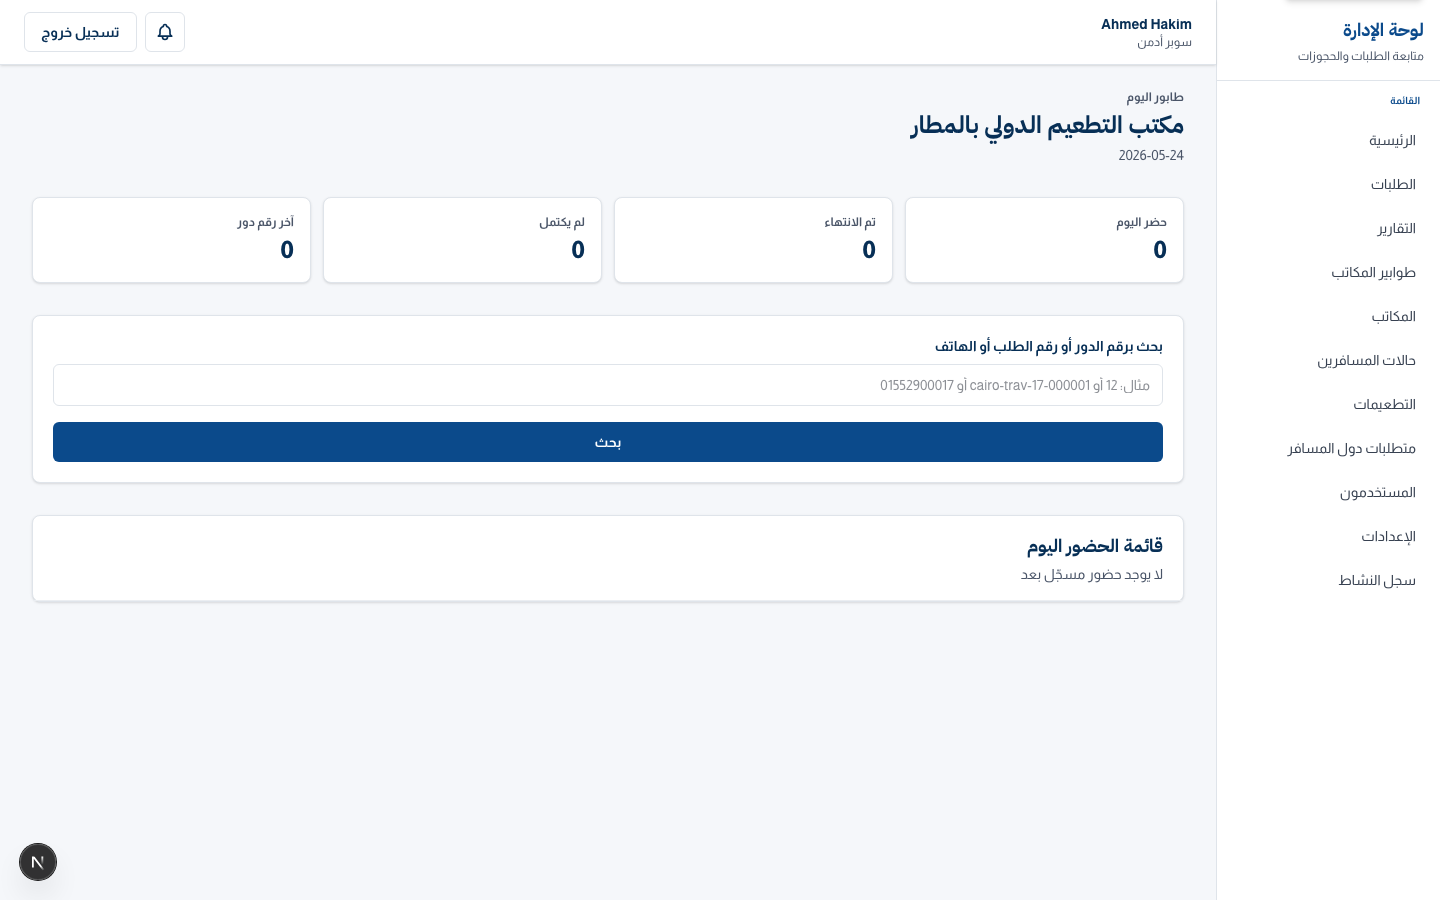 لوحة الإدارة
متابعة الطلبات والحجوزات
القائمة
الرئيسية
الطلبات
التقارير
طوابير المكاتب
المكاتب
حالات المسافرين
التطعيمات
متطلبات دول المسافر
المستخدمون
الإعدادات
سجل النشاط
Ahmed Hakim
سوبر أدمن
تسجيل خروج
طابور اليوم
مكتب التطعيم الدولي بالمطار
2026-05-24
حضر اليوم
0
تم الانتهاء
0
لم يكتمل
0
آخر رقم دور
0
بحث برقم الدور أو رقم الطلب أو الهاتف
مثال: 12 أو cairo-trav-17-000001 أو 01552900017
بحث
قائمة الحضور اليوم
لا يوجد حضور مسجّل بعد
N